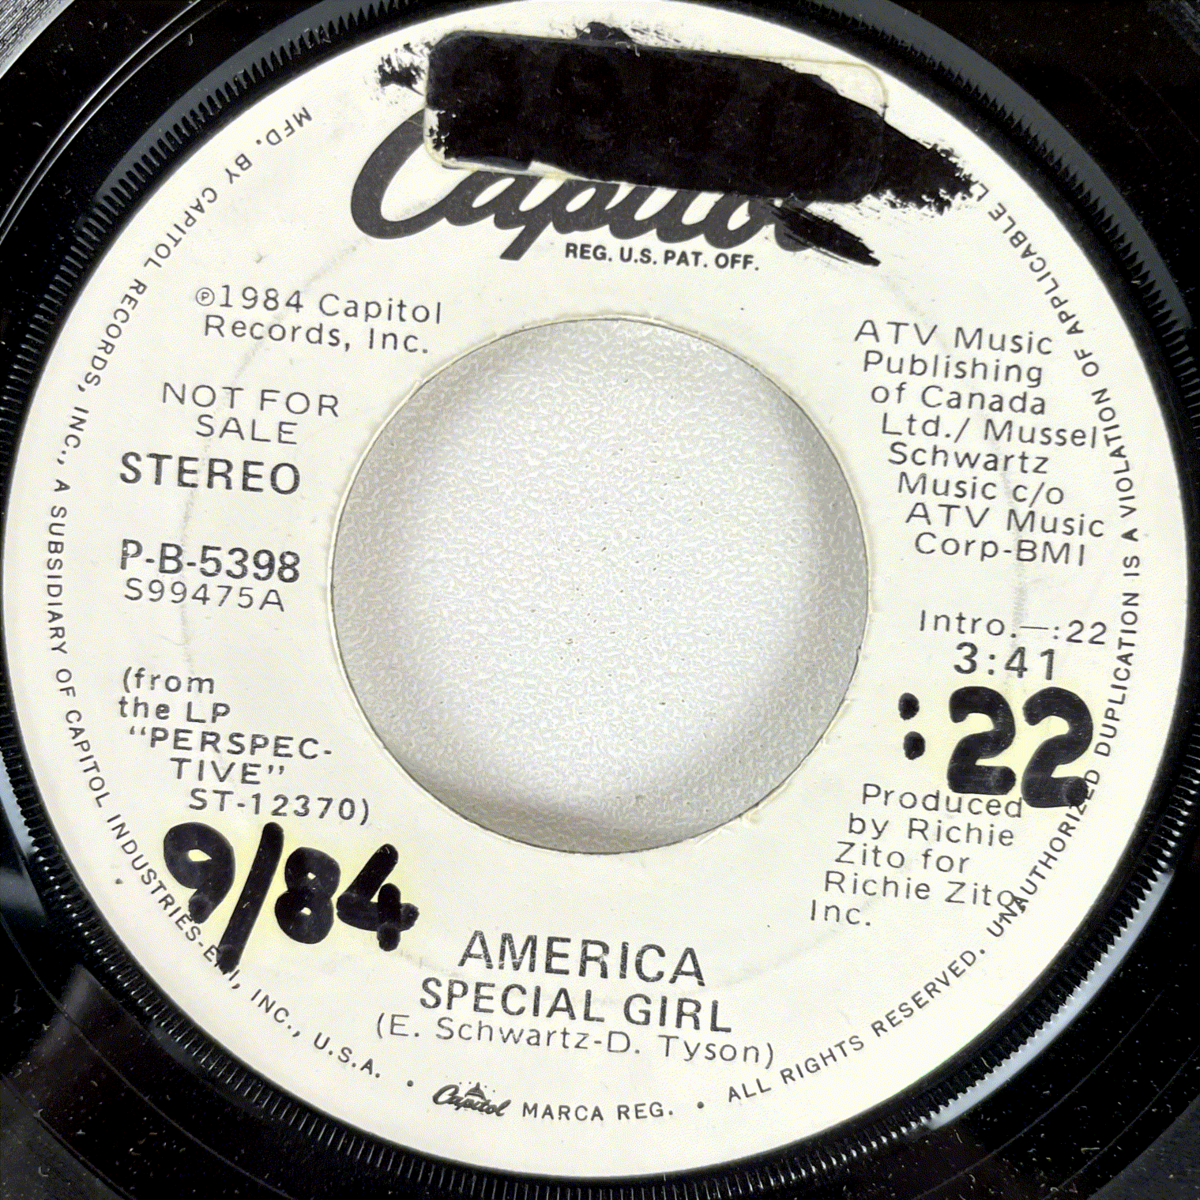 Capitol
REG. U.S. PAT. OFF.
℗1984 Capitol
Records, Inc.
NOT FOR
SALE
STEREO
P-B-5398
S99475A
(from
the LP
“PERSPEC-
TIVE”
ST-12370)
9/84
ATV Music
Publishing
of Canada
Ltd./ Mussel
Schwartz
Music c/o
ATV Music
Corp-BMI
Intro.—:22
3:41
:22
Produced
by Richie
Zito for
Richie Zito
Inc.
AMERICA
SPECIAL GIRL
(E. Schwartz-D. Tyson)
MFD. BY CAPITOL RECORDS, INC., A SUBSIDIARY OF CAPITOL INDUSTRIES-EMI, INC., U.S.A. • Capitol MARCA REG. • ALL RIGHTS RESERVED. UNAUTHORIZED DUPLICATION IS A VIOLATION OF APPLICABLE